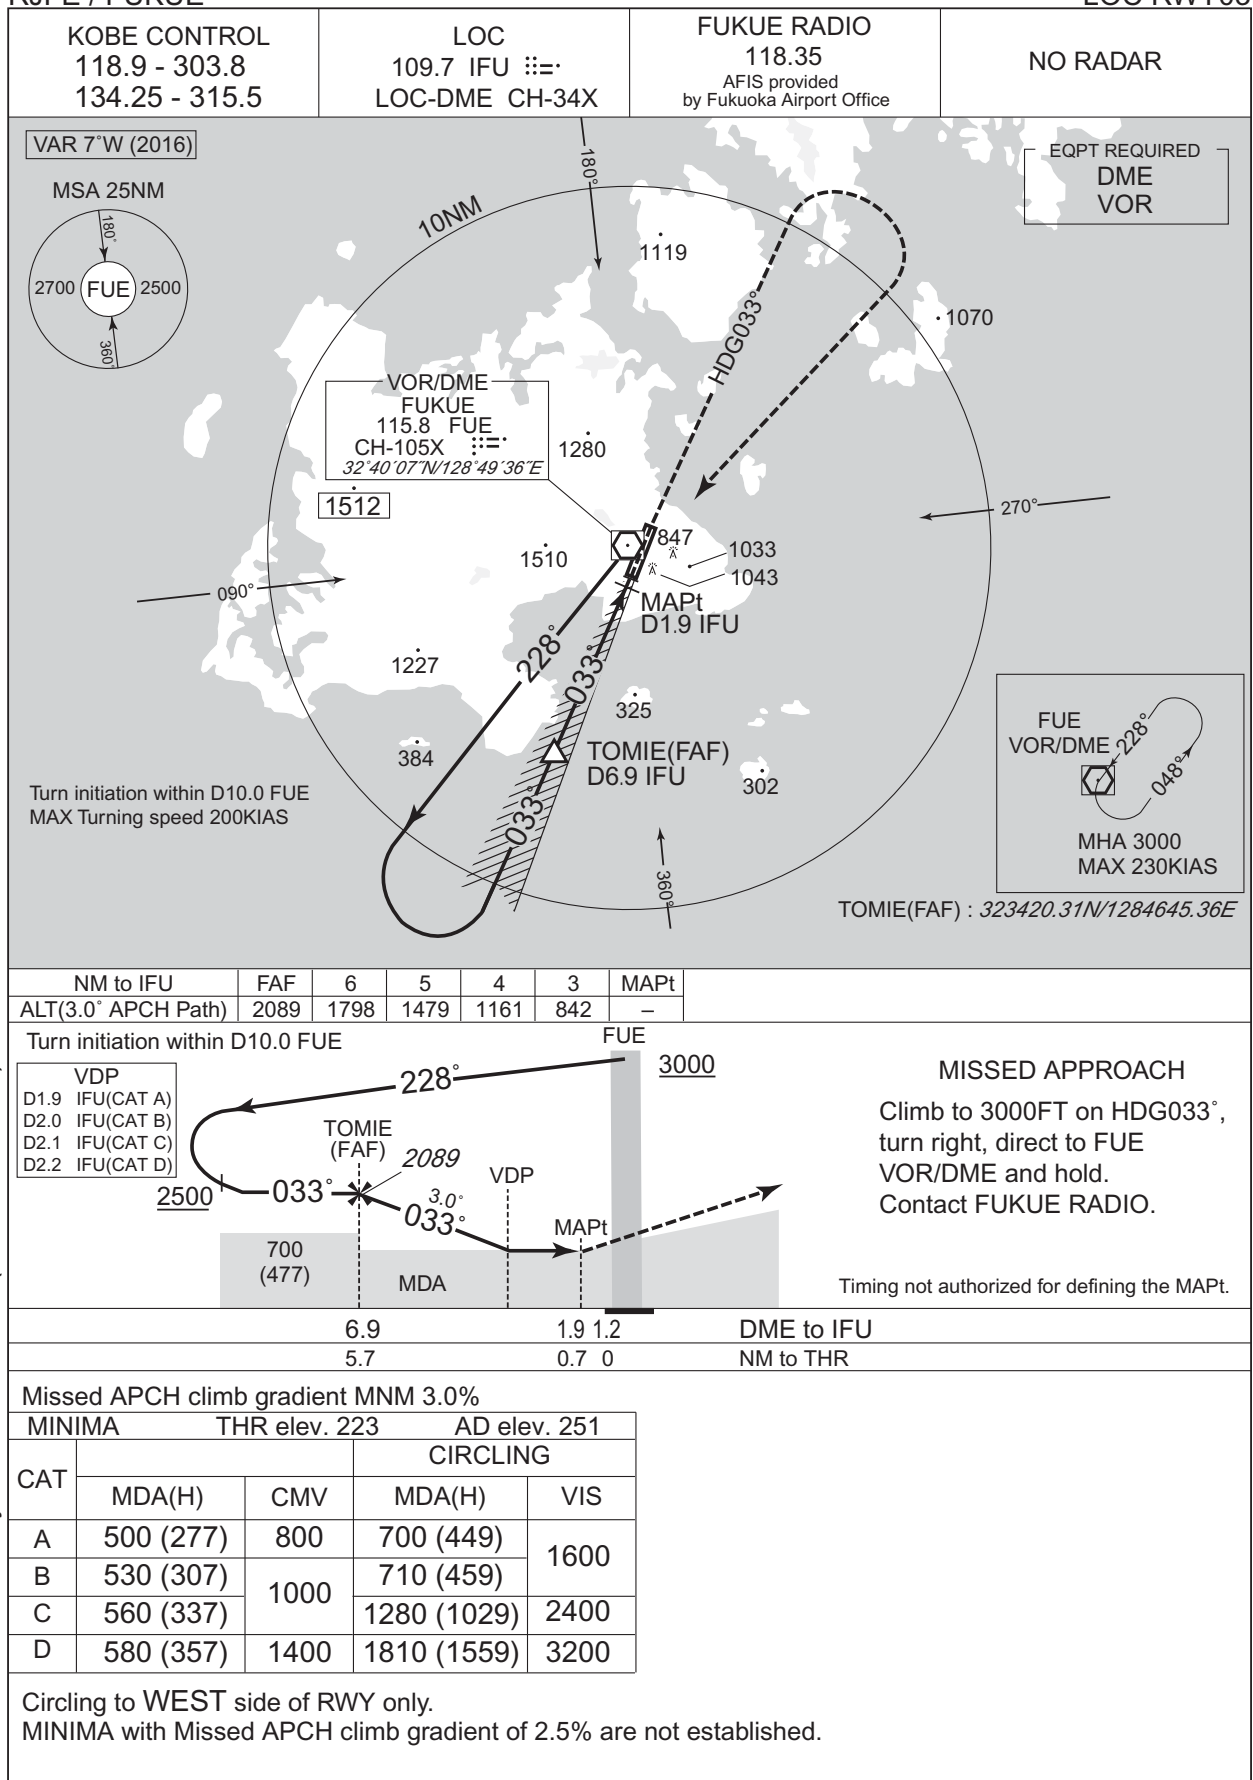 KOBE CONTROL
118.9 - 303.8
134.25 - 315.5
LOC
109.7 IFU
LOC-DME CH-34X
FUKUE RADIO
118.35
AFIS provided
by Fukuoka Airport Office
NO RADAR
VAR 7°W (2016)
MSA 25NM
180°
2700 FUE 2500
360°
10NM
180°
1119
EQPT REQUIRED
DME
VOR
HDG033°
1070
VOR/DME
FUKUE
115.8 FUE
CH-105X
32°40´07˝N/128°49´36˝E
1280
1512
270°
1510
847
1033
1043
090°
MAPt
D1.9 IFU
228°
033°
1227
325
384
TOMIE(FAF)
D6.9 IFU
302
033°
360°
Turn initiation within D10.0 FUE
MAX Turning speed 200KIAS
FUE
VOR/DME
228°
048°
MHA 3000
MAX 230KIAS
TOMIE(FAF) : 323420.31N/1284645.36E
NM to IFU FAF 6 5 4 3 MAPt
ALT(3.0° APCH Path) 2089 1798 1479 1161 842 –
Turn initiation within D10.0 FUE
VDP
D1.9 IFU(CAT A)
D2.0 IFU(CAT B)
D2.1 IFU(CAT C)
D2.2 IFU(CAT D)
FUE
3000
228°
TOMIE
(FAF)
2089
VDP
2500
033°
3.0°
033°
MAPt
700
(477)
MDA
MISSED APPROACH
Climb to 3000FT on HDG033°,
turn right, direct to FUE
VOR/DME and hold.
Contact FUKUE RADIO.
Timing not authorized for defining the MAPt.
6.9 1.9 1.2 DME to IFU
5.7 0.7 0 NM to THR
Missed APCH climb gradient MNM 3.0%
MINIMA THR elev. 223 AD elev. 251
CAT
CIRCLING
MDA(H) CMV MDA(H) VIS
A 500 (277) 800 700 (449) 1600
B 530 (307) 1000 710 (459)
C 560 (337) 1280 (1029) 2400
D 580 (357) 1400 1810 (1559) 3200
Circling to WEST side of RWY only.
MINIMA with Missed APCH climb gradient of 2.5% are not established.